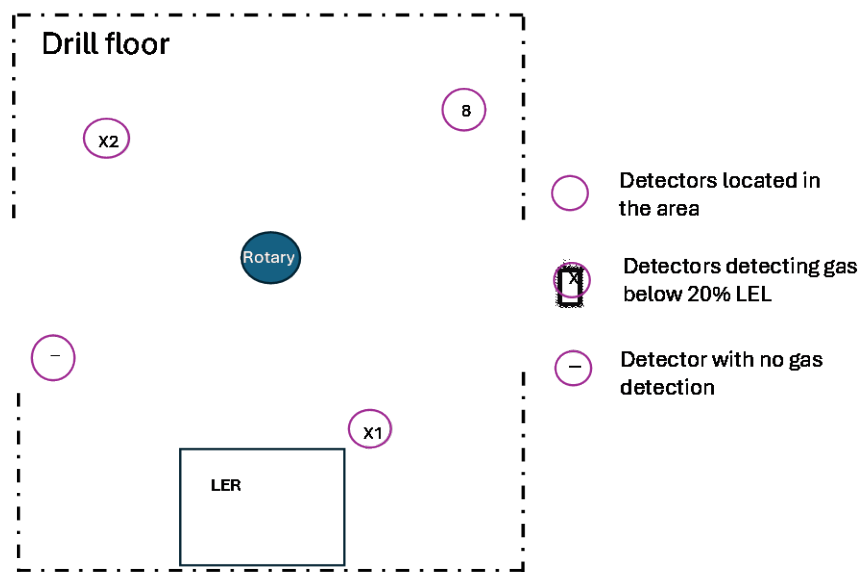 Drill floor
8
X2
Detectors located in
the area
Rotary
X
Detectors detecting gas
below 20% LEL
–
–
Detector with no gas
detection
X1
LER